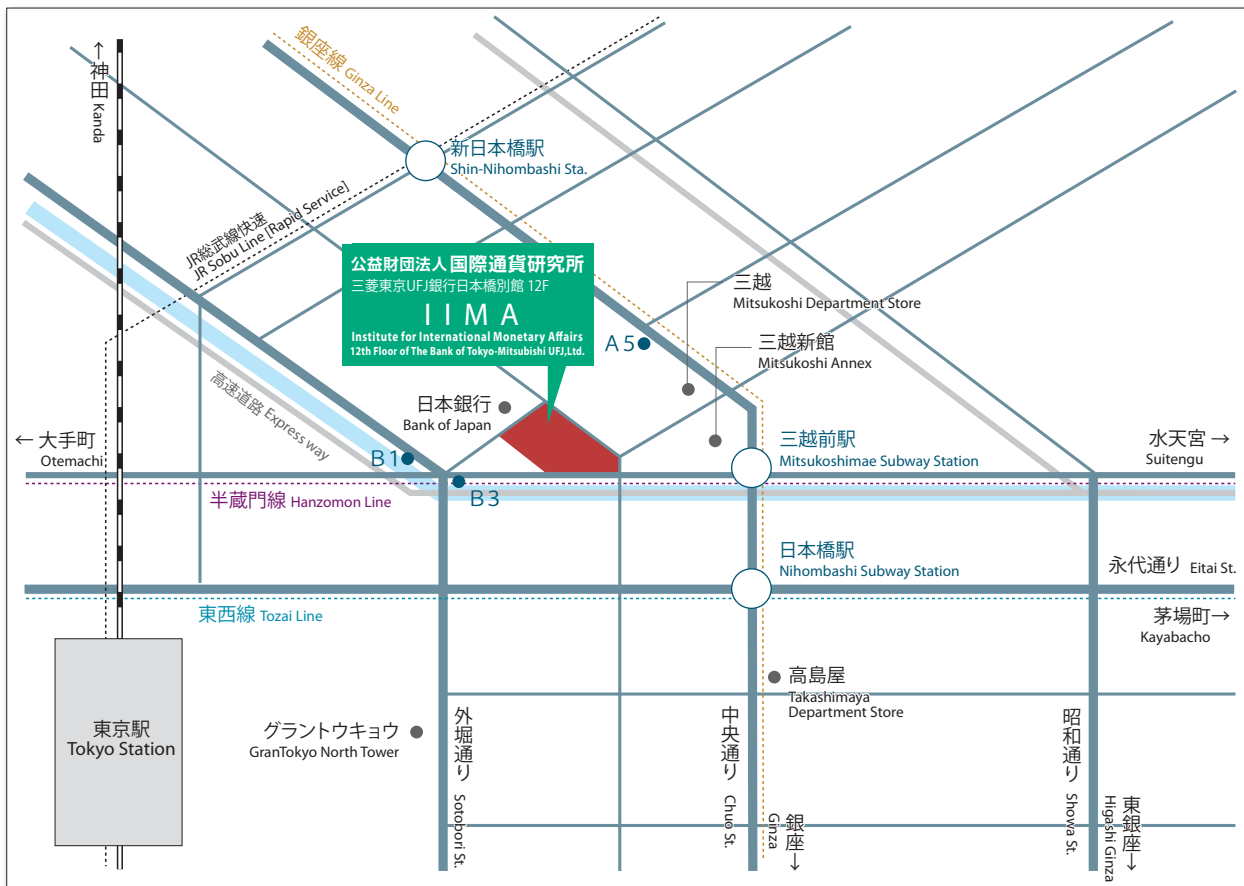 ↑神田 Kanda
銀座線 Ginza Line
新日本橋駅
Shin-Nihombashi Sta.
JR総武線快速
JR Sobu Line [Rapid Service]
公益財団法人 国際通貨研究所
三菱東京UFJ銀行日本橋別館 12F
IIMA
Institute for International Monetary Affairs
12th Floor of The Bank of Tokyo-Mitsubishi UFJ,Ltd.
三越
Mitsukoshi Department Store
A5
三越新館
Mitsukoshi Annex
高速道路 Express way
日本銀行
Bank of Japan
← 大手町
Otemachi
B1
三越前駅
Mitsukoshimae Subway Station
水天宮 →
Suitengu
半蔵門線 Hanzomon Line
B3
日本橋駅
Nihombashi Subway Station
永代通り Eitai St.
東西線 Tozai Line
茅場町→
Kayabacho
東京駅
Tokyo Station
グラントウキョウ
GranTokyo North Tower
外堀通り Sotobori St.
高島屋
Takashimaya
Department Store
中央通り Chuo St.
銀座→
Ginza
昭和通り Showa St.
東銀座→
Higashi Ginza